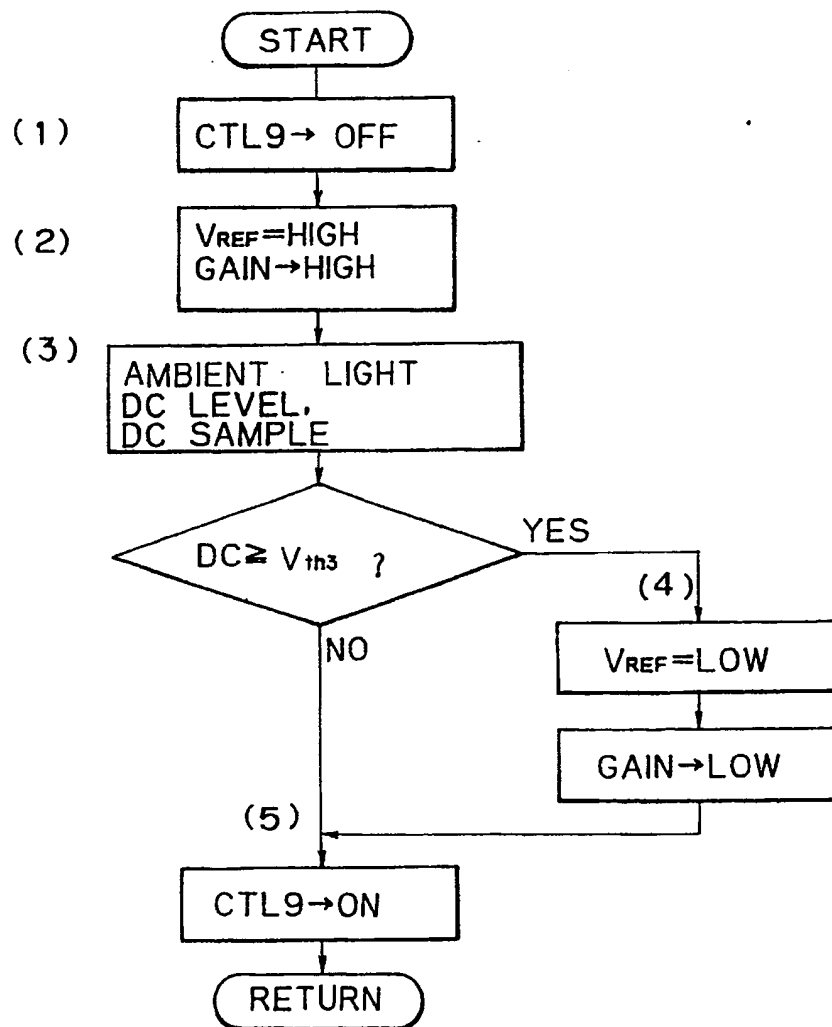 START
(1)
CTL9→ OFF
(2)
VREF=HIGH
GAIN→HIGH
(3)
AMBIENT LIGHT
DC LEVEL,
DC SAMPLE
DC≧ Vth3 ?
YES
NO
(4)
VREF=LOW
GAIN→LOW
(5)
CTL9→ON
RETURN